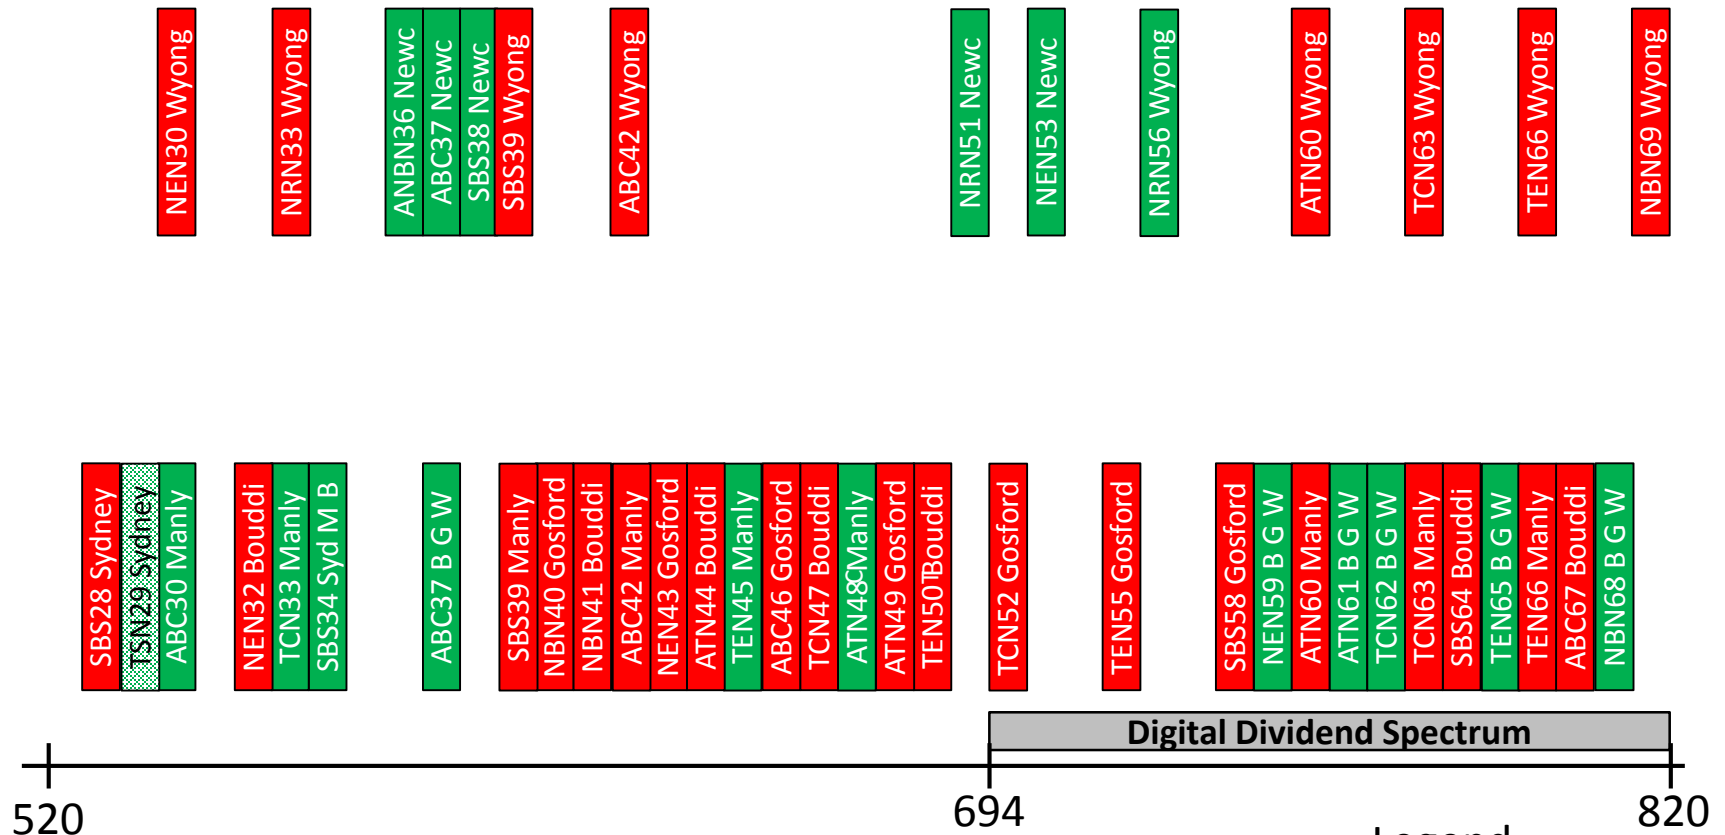 NEN30 Wyong
NRN33 Wyong
ANBN36 Newc
ABC37 Newc
SBS38 Newc
SBS39 Wyong
ABC42 Wyong
NRN51 Newc
NEN53 Newc
NRN56 Wyong
ATN60 Wyong
TCN63 Wyong
TEN66 Wyong
NBN69 Wyong
SBS28 Sydney
TSN29 Sydney
ABC30 Manly
NEN32 Bouddi
TCN33 Manly
SBS34 Syd M B
ABC37 B G W
SBS39 Manly
NBN40 Gosford
NBN41 Bouddi
ABC42 Manly
NEN43 Gosford
ATN44 Bouddi
TEN45 Manly
ABC46 Gosford
TCN47 Bouddi
ATN48 Manly
ATN49 Gosford
TEN50 Bouddi
TCN52 Gosford
TEN55 Gosford
SBS58 Gosford
NEN59 B G W
ATN60 Manly
ATN61 B G W
TCN62 B G W
TCN63 Manly
SBS64 Bouddi
TEN65 B G W
TEN66 Manly
ABC67 Bouddi
NBN68 B G W
Digital Dividend Spectrum
520
694
820
Legend